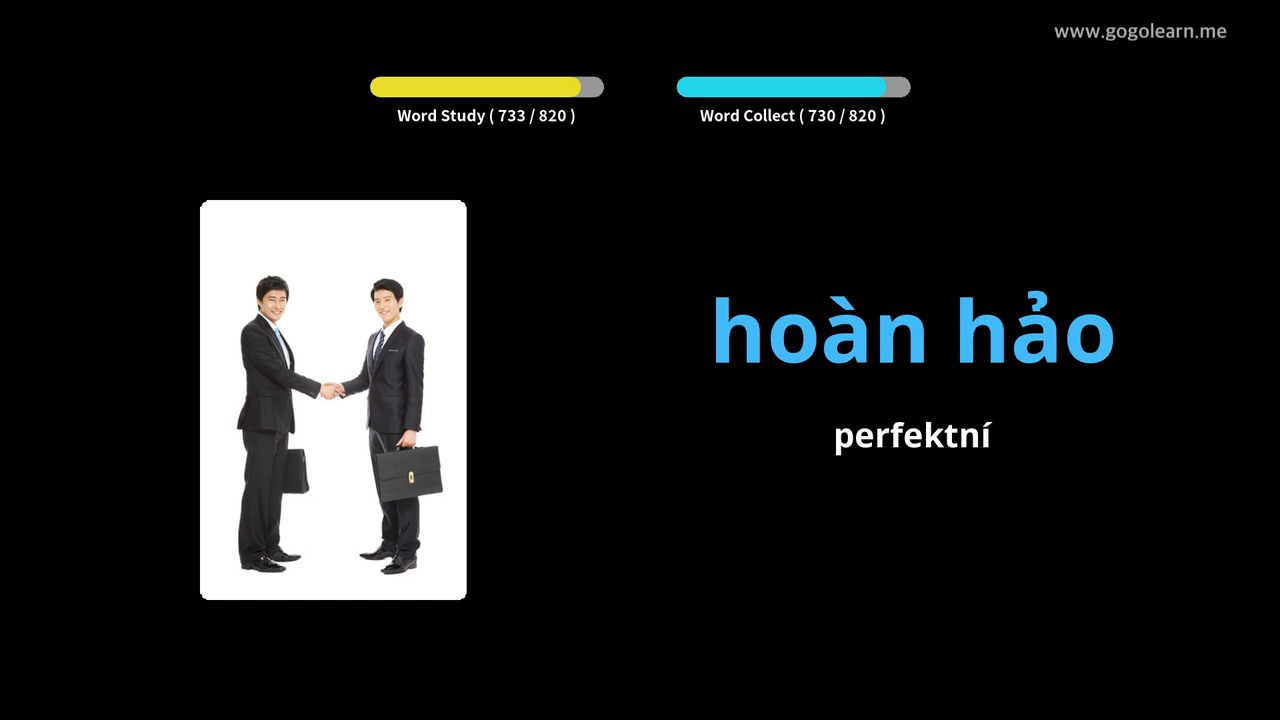 www.gogolearn.me
Word Study ( 733 / 820 )
Word Collect ( 730 / 820 )
hoàn hảo
perfektní